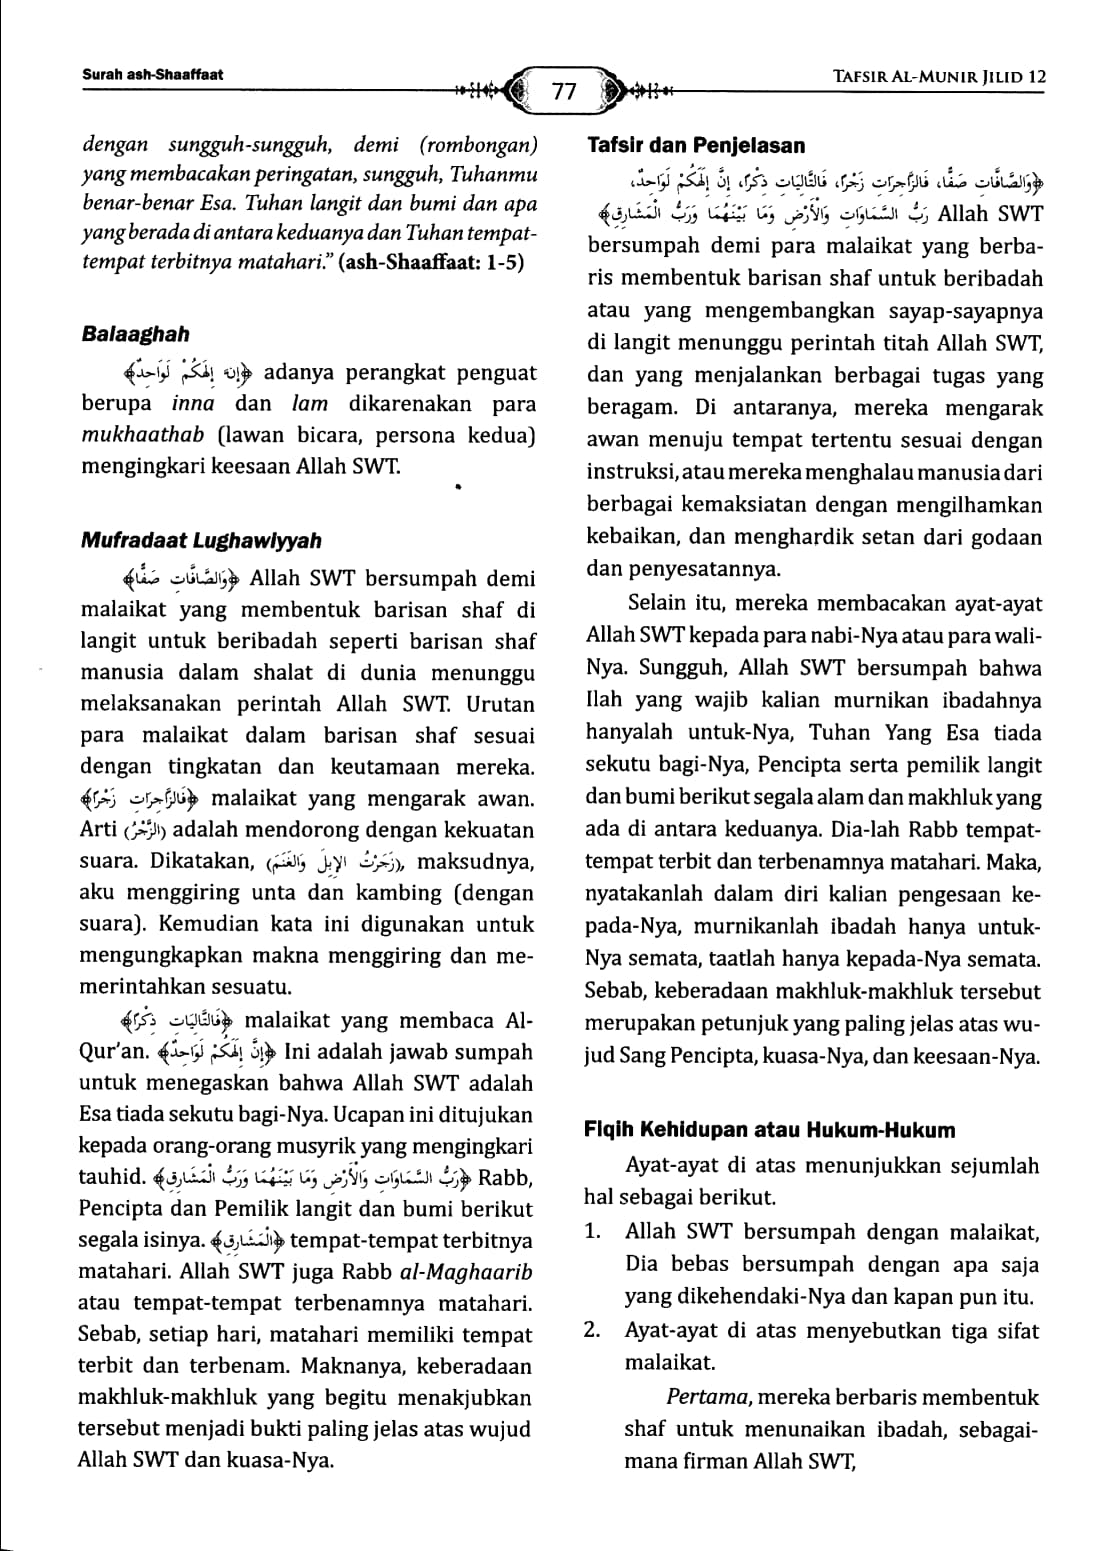 Surah ash-Shaaffaat
77
TAFSIR AL-MUNIR JILID 12
dengan sungguh-sungguh, demi (rombongan)
yang membacakan peringatan, sungguh, Tuhanmu
benar-benar Esa. Tuhan langit dan bumi dan apa
yang berada di antara keduanya dan Tuhan tempat-
tempat terbitnya matahari.” (ash-Shaaffaat: 1-5)
Balaaghah
﴿إِنَّ إِلَٰهَكُمْ لَوَاحِدٌ﴾ adanya perangkat penguat
berupa inna dan lam dikarenakan para
mukhaathab (lawan bicara, persona kedua)
mengingkari keesaan Allah SWT.
Mufradaat Lughawiyyah
﴿وَالصَّافَّاتِ صَفًّا﴾ Allah SWT bersumpah demi
malaikat yang membentuk barisan shaf di
langit untuk beribadah seperti barisan shaf
manusia dalam shalat di dunia menunggu
melaksanakan perintah Allah SWT. Urutan
para malaikat dalam barisan shaf sesuai
dengan tingkatan dan keutamaan mereka.
﴿فَالزَّاجِرَاتِ زَجْرًا﴾ malaikat yang mengarak awan.
Arti (الزَّجْرُ) adalah mendorong dengan kekuatan
suara. Dikatakan, (زَجَرْتُ الإِبِلَ وَالْغَنَمَ), maksudnya,
aku menggiring unta dan kambing (dengan
suara). Kemudian kata ini digunakan untuk
mengungkapkan makna menggiring dan me-
merintahkan sesuatu.
﴿فَالتَّالِيَاتِ ذِكْرًا﴾ malaikat yang membaca Al-
Qur’an. ﴿إِنَّ إِلَٰهَكُمْ لَوَاحِدٌ﴾ Ini adalah jawab sumpah
untuk menegaskan bahwa Allah SWT adalah
Esa tiada sekutu bagi-Nya. Ucapan ini ditujukan
kepada orang-orang musyrik yang mengingkari
tauhid. ﴿رَبُّ السَّمَاوَاتِ وَالْأَرْضِ وَمَا بَيْنَهُمَا وَرَبُّ الْمَشَارِقِ﴾ Rabb,
Pencipta dan Pemilik langit dan bumi berikut
segala isinya. ﴿الْمَشَارِقِ﴾ tempat-tempat terbitnya
matahari. Allah SWT juga Rabb al-Maghaarib
atau tempat-tempat terbenamnya matahari.
Sebab, setiap hari, matahari memiliki tempat
terbit dan terbenam. Maknanya, keberadaan
makhluk-makhluk yang begitu menakjubkan
tersebut menjadi bukti paling jelas atas wujud
Allah SWT dan kuasa-Nya.
Tafsir dan Penjelasan
﴿وَالصَّافَّاتِ صَفًّا، فَالزَّاجِرَاتِ زَجْرًا، فَالتَّالِيَاتِ ذِكْرًا، إِنَّ إِلَٰهَكُمْ لَوَاحِدٌ،
رَبُّ السَّمَاوَاتِ وَالْأَرْضِ وَمَا بَيْنَهُمَا وَرَبُّ الْمَشَارِقِ﴾ Allah SWT
bersumpah demi para malaikat yang berba-
ris membentuk barisan shaf untuk beribadah
atau yang mengembangkan sayap-sayapnya
di langit menunggu perintah titah Allah SWT,
dan yang menjalankan berbagai tugas yang
beragam. Di antaranya, mereka mengarak
awan menuju tempat tertentu sesuai dengan
instruksi, atau mereka menghalau manusia dari
berbagai kemaksiatan dengan mengilhamkan
kebaikan, dan menghardik setan dari godaan
dan penyesatannya.
Selain itu, mereka membacakan ayat-ayat
Allah SWT kepada para nabi-Nya atau para wali-
Nya. Sungguh, Allah SWT bersumpah bahwa
Ilah yang wajib kalian murnikan ibadahnya
hanyalah untuk-Nya, Tuhan Yang Esa tiada
sekutu bagi-Nya, Pencipta serta pemilik langit
dan bumi berikut segala alam dan makhluk yang
ada di antara keduanya. Dia-lah Rabb tempat-
tempat terbit dan terbenamnya matahari. Maka,
nyatakanlah dalam diri kalian pengesaan ke-
pada-Nya, murnikanlah ibadah hanya untuk-
Nya semata, taatlah hanya kepada-Nya semata.
Sebab, keberadaan makhluk-makhluk tersebut
merupakan petunjuk yang paling jelas atas wu-
jud Sang Pencipta, kuasa-Nya, dan keesaan-Nya.
Fiqih Kehidupan atau Hukum-Hukum
Ayat-ayat di atas menunjukkan sejumlah
hal sebagai berikut.
1. Allah SWT bersumpah dengan malaikat,
Dia bebas bersumpah dengan apa saja
yang dikehendaki-Nya dan kapan pun itu.
2. Ayat-ayat di atas menyebutkan tiga sifat
malaikat.
Pertama, mereka berbaris membentuk
shaf untuk menunaikan ibadah, sebagai-
mana firman Allah SWT,